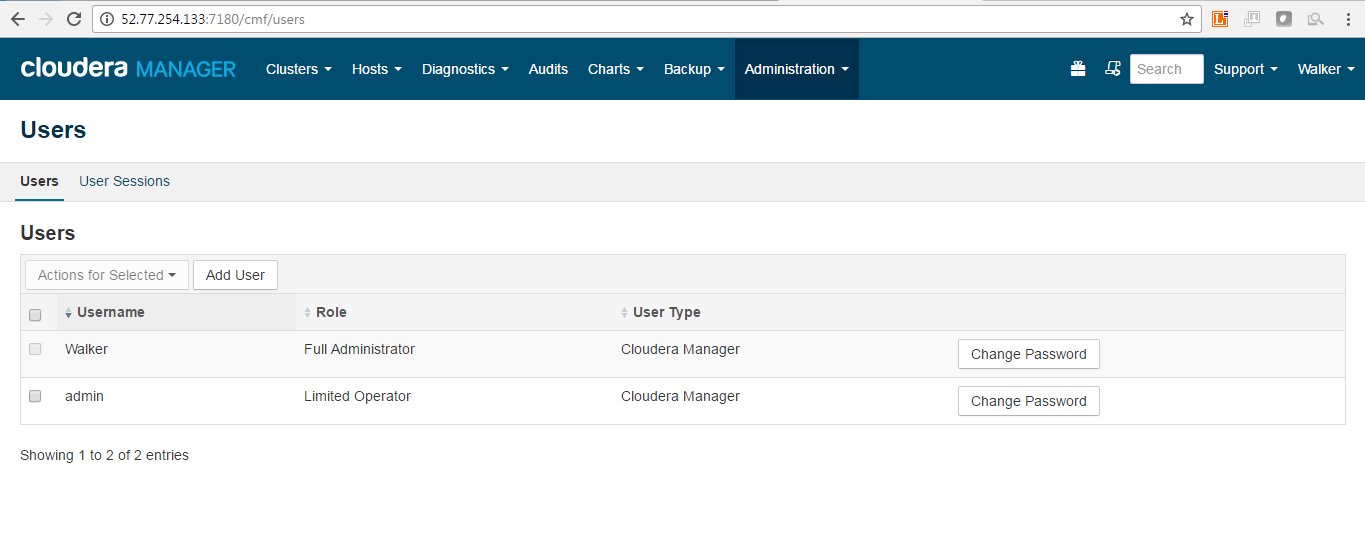 52.77.254.133:7180/cmf/users
cloudera MANAGER Clusters Hosts Diagnostics Audits Charts Backup Administration Search Support Walker
Users
Users User Sessions
Users
Actions for Selected Add User
Username Role User Type
Walker Full Administrator Cloudera Manager Change Password
admin Limited Operator Cloudera Manager Change Password
Showing 1 to 2 of 2 entries